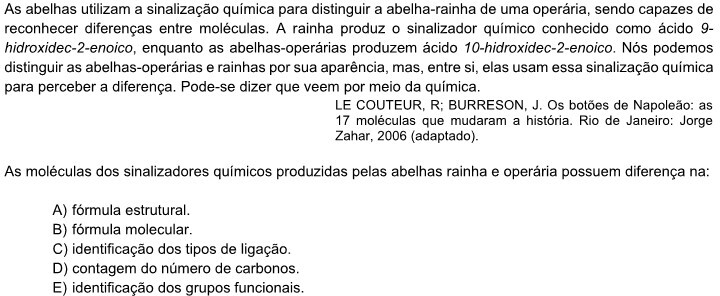 As abelhas utilizam a sinalização química para distinguir a abelha-rainha de uma operária, sendo capazes de
reconhecer diferenças entre moléculas. A rainha produz o sinalizador químico conhecido como ácido 9-
hidroxidec-2-enoico, enquanto as abelhas-operárias produzem ácido 10-hidroxidec-2-enoico. Nós podemos
distinguir as abelhas-operárias e rainhas por sua aparência, mas, entre si, elas usam essa sinalização química
para perceber a diferença. Pode-se dizer que veem por meio da química.
LE COUTEUR, R; BURRESON, J. Os botões de Napoleão: as
17 moléculas que mudaram a história. Rio de Janeiro: Jorge
Zahar, 2006 (adaptado).
As moléculas dos sinalizadores químicos produzidas pelas abelhas rainha e operária possuem diferença na:
A) fórmula estrutural.
B) fórmula molecular.
C) identificação dos tipos de ligação.
D) contagem do número de carbonos.
E) identificação dos grupos funcionais.